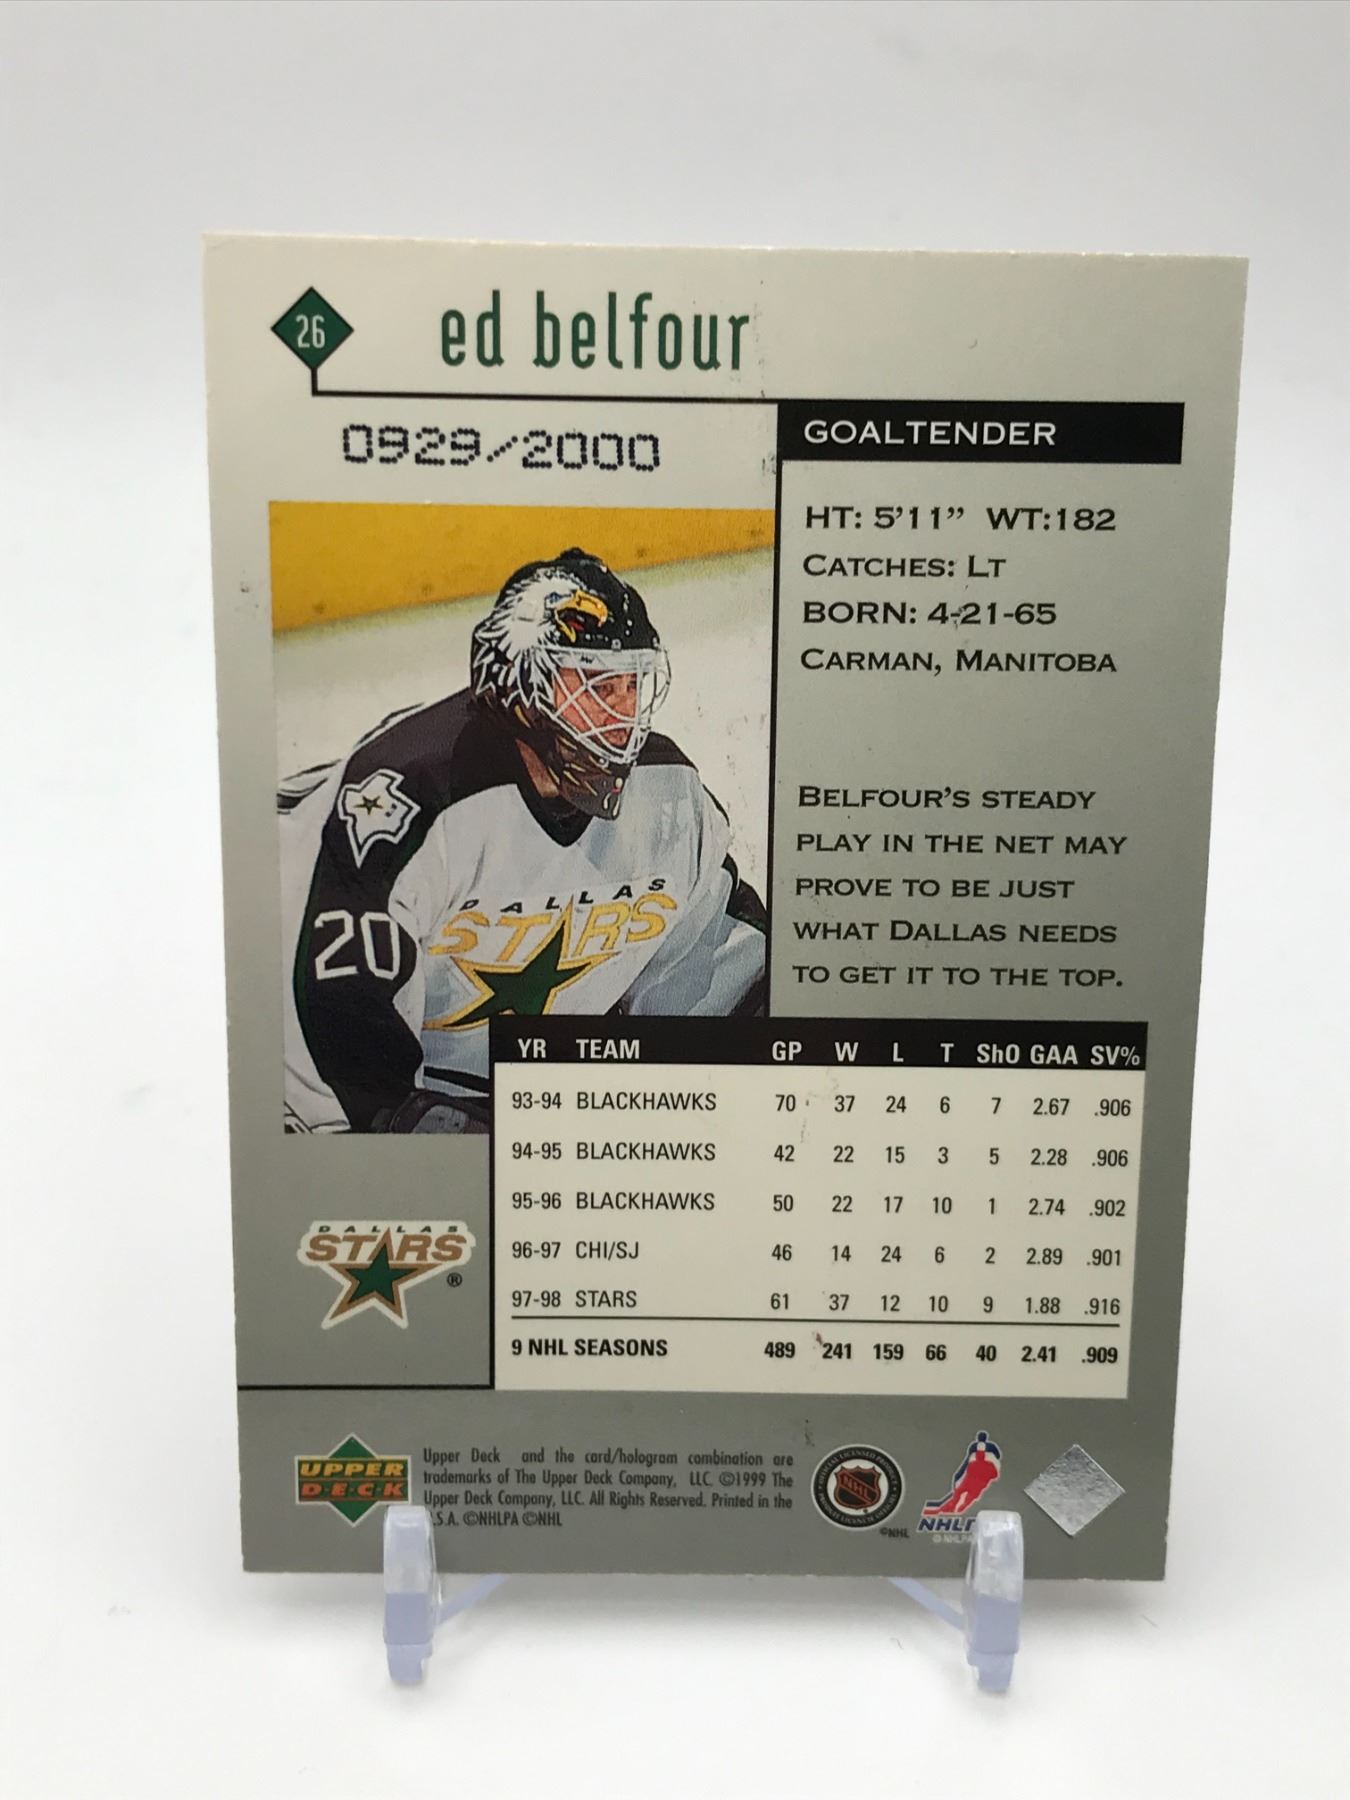 26
ed belfour
0929/2000
GOALTENDER
HT: 5'11" WT:182
CATCHES: LT
BORN: 4-21-65
CARMAN, MANITOBA
BELFOUR'S STEADY
PLAY IN THE NET MAY
PROVE TO BE JUST
WHAT DALLAS NEEDS
TO GET IT TO THE TOP.
20
DALLAS
STARS
YR TEAM GP W L T ShO GAA SV%
93-94 BLACKHAWKS 70 37 24 6 7 2.67 .906
94-95 BLACKHAWKS 42 22 15 3 5 2.28 .906
95-96 BLACKHAWKS 50 22 17 10 1 2.74 .902
96-97 CHI/SJ 46 14 24 6 2 2.89 .901
97-98 STARS 61 37 12 10 9 1.88 .916
9 NHL SEASONS 489 241 159 66 40 2.41 .909
DALLAS
STARS
®
UPPER
D·E·C·K
Upper Deck and the card/hologram combination are
trademarks of The Upper Deck Company, LLC. ©1999 The
Upper Deck Company, LLC. All Rights Reserved. Printed in the
.S.A. ©NHLPA ©NHL
NHL
©NHL